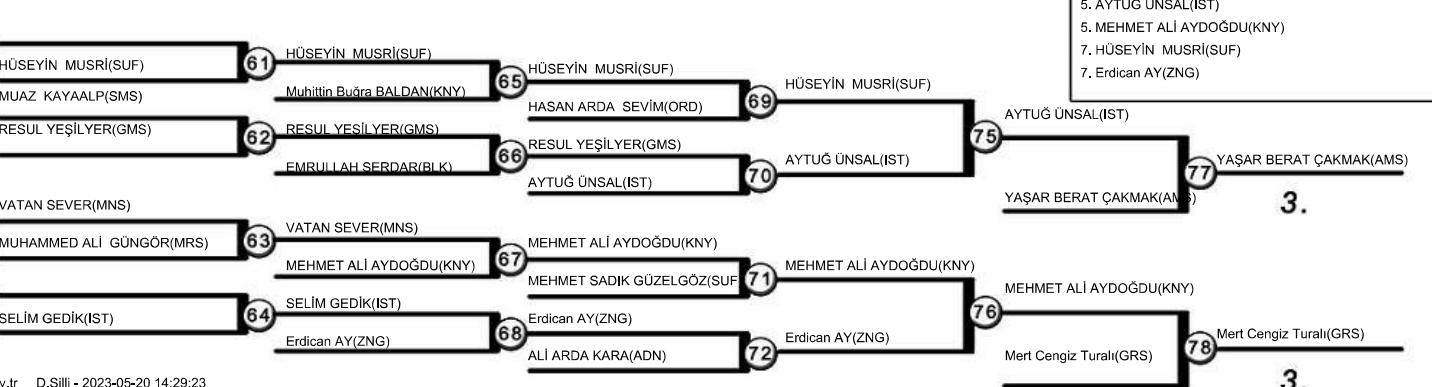 5. AYTUĞ ÜNSAL(IST)
5. MEHMET ALİ AYDOĞDU(KNY)
7. HÜSEYİN MUSRİ(SUF)
7. Erdican AY(ZNG)
HÜSEYİN MUSRİ(SUF)
MUAZ KAYAALP(SMS)
RESUL YEŞİLYER(GMS)
VATAN SEVER(MNS)
MUHAMMED ALİ GÜNGÖR(MRS)
SELİM GEDİK(IST)
61
62
63
64
HÜSEYİN MUSRİ(SUF)
Muhittin Buğra BALDAN(KNY)
RESUL YEŞİLYER(GMS)
EMRULLAH SERDAR(BLK)
VATAN SEVER(MNS)
MEHMET ALİ AYDOĞDU(KNY)
SELİM GEDİK(IST)
Erdican AY(ZNG)
65
66
67
68
HÜSEYİN MUSRİ(SUF)
HASAN ARDA SEVİM(ORD)
RESUL YEŞİLYER(GMS)
AYTUĞ ÜNSAL(IST)
MEHMET ALİ AYDOĞDU(KNY)
MEHMET SADIK GÜZELGÖZ(SUF
Erdican AY(ZNG)
ALİ ARDA KARA(ADN)
69
70
71
72
HÜSEYİN MUSRİ(SUF)
AYTUĞ ÜNSAL(IST)
MEHMET ALİ AYDOĞDU(KNY)
Erdican AY(ZNG)
75
76
AYTUĞ ÜNSAL(IST)
YAŞAR BERAT ÇAKMAK(AMS)
MEHMET ALİ AYDOĞDU(KNY)
Mert Cengiz Turalı(GRS)
77
78
YAŞAR BERAT ÇAKMAK(AMS)
3.
Mert Cengiz Turalı(GRS)
3.
v.tr D.Silli - 2023-05-20 14:29:23